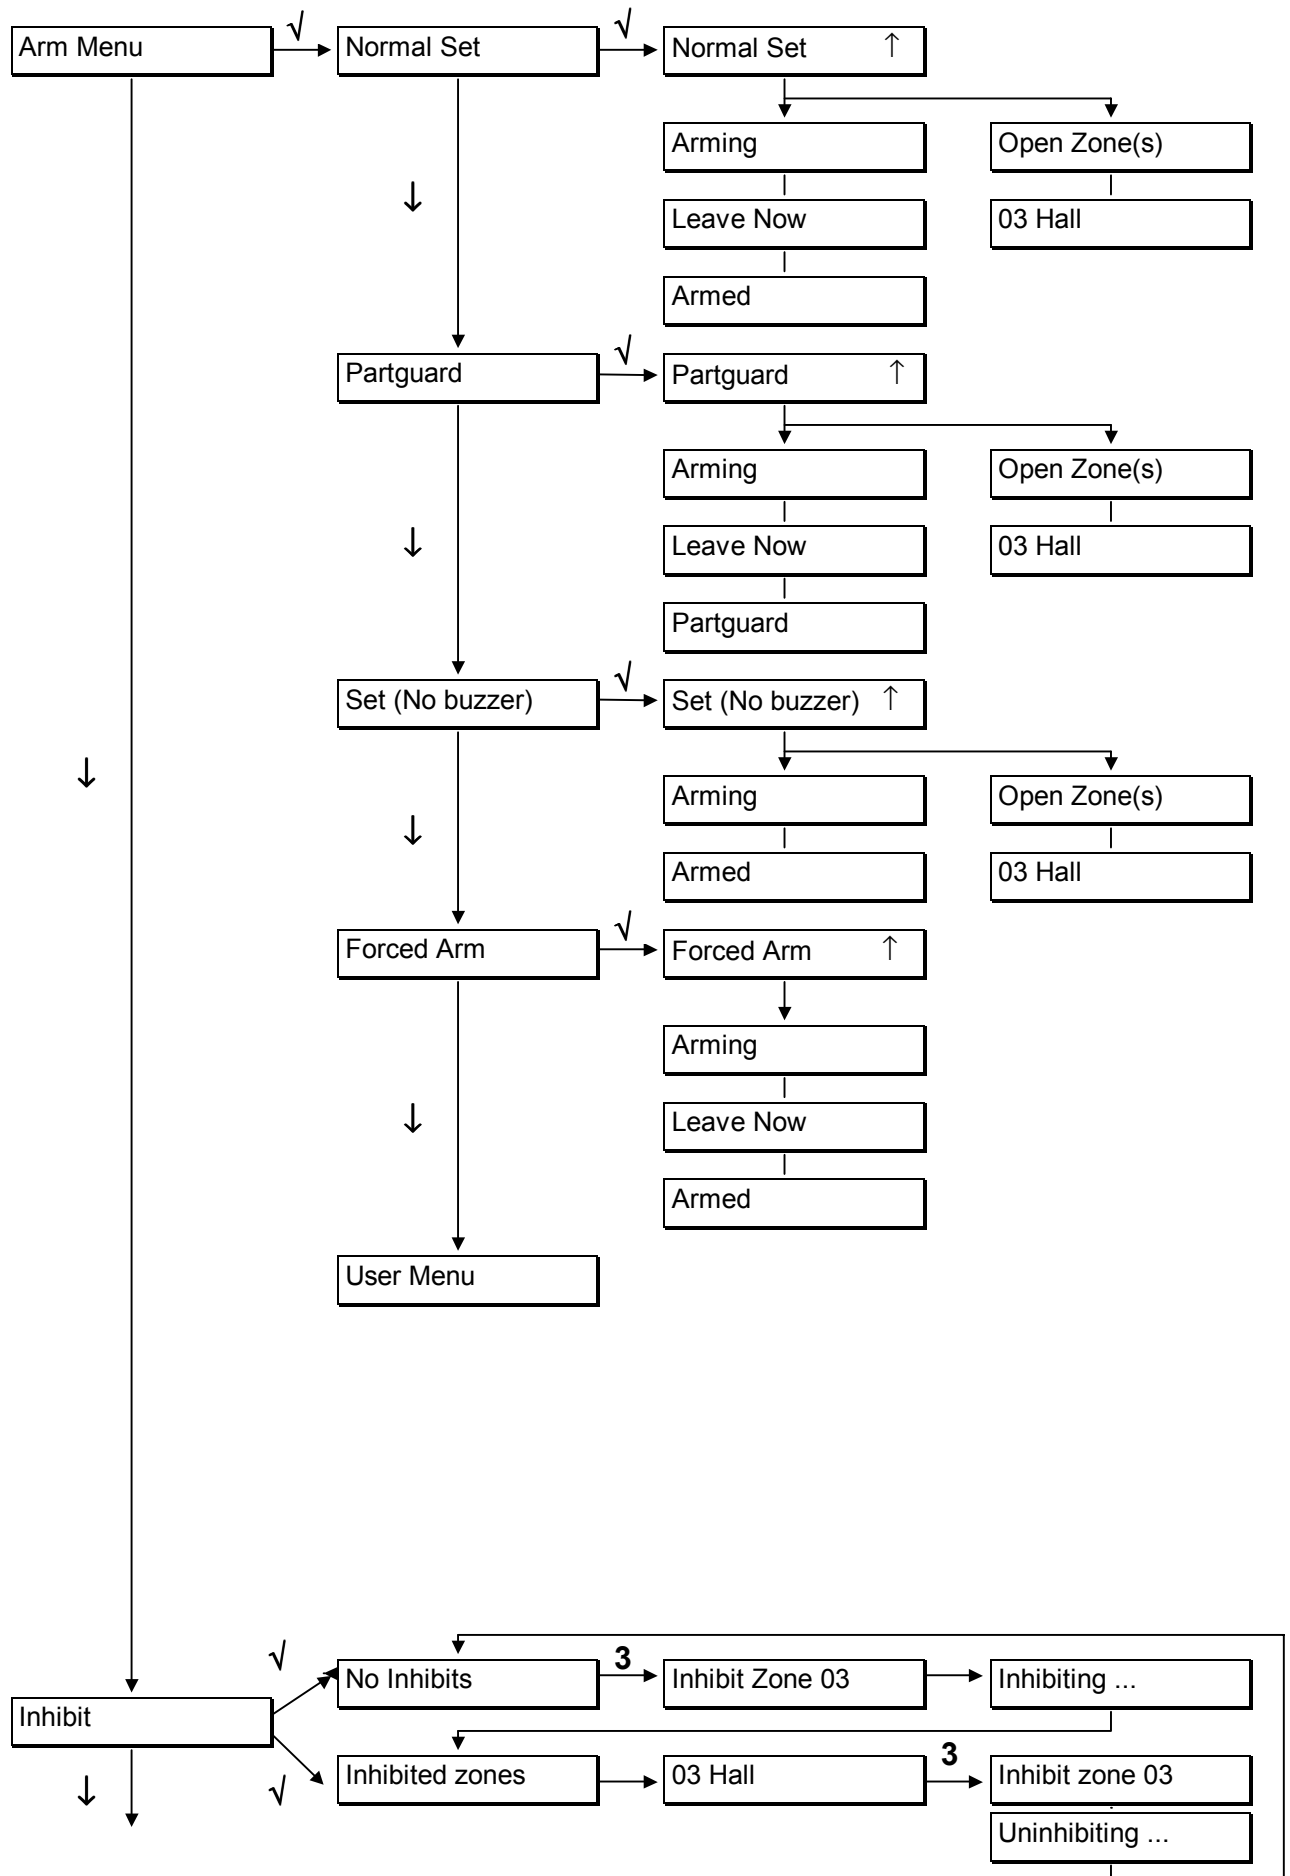 Arm Menu
√
Normal Set
√
Normal Set ↑
Arming
Open Zone(s)
↓
Leave Now
03 Hall
Armed
Partguard
√
Partguard ↑
Arming
Open Zone(s)
↓
Leave Now
03 Hall
Partguard
Set (No buzzer)
√
Set (No buzzer) ↑
↓
Arming
Open Zone(s)
↓
Armed
03 Hall
Forced Arm
√
Forced Arm ↑
Arming
↓
Leave Now
Armed
User Menu
√
No Inhibits
3
Inhibit Zone 03
Inhibiting ...
Inhibit
↓
√
Inhibited zones
03 Hall
3
Inhibit zone 03
Uninhibiting ...